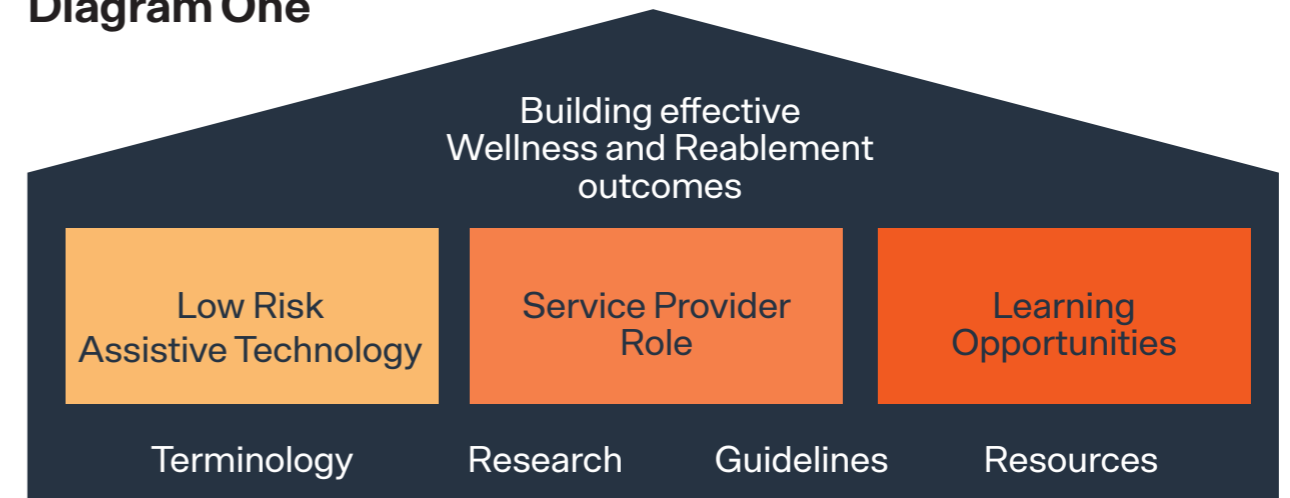 Diagram One
Building effective
Wellness and Reablement
outcomes
Low Risk
Assistive Technology
Service Provider
Role
Learning
Opportunities
Terminology Research Guidelines Resources